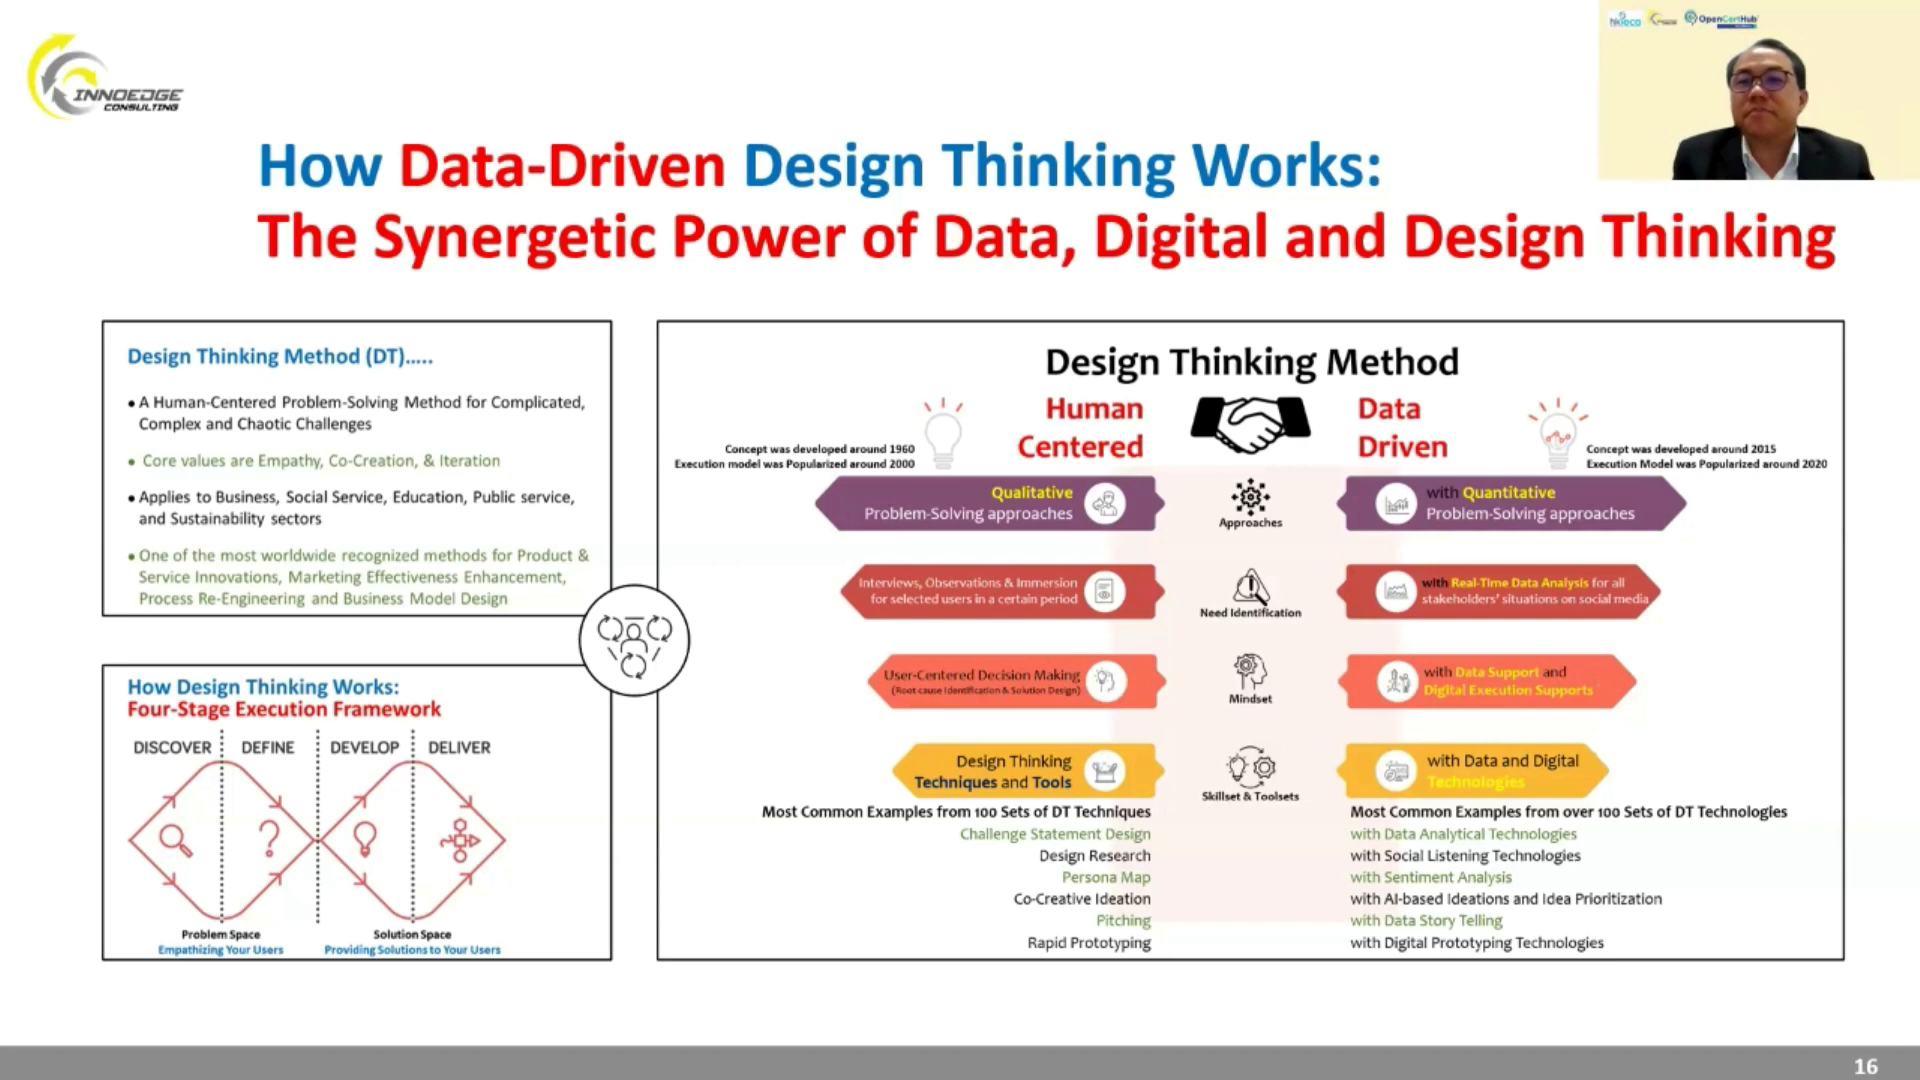 INNOEDGE
CONSULTING
hkieca
OpenCertHub
How Data-Driven Design Thinking Works:
The Synergetic Power of Data, Digital and Design Thinking
Design Thinking Method (DT).....
• A Human-Centered Problem-Solving Method for Complicated,
Complex and Chaotic Challenges
• Core values are Empathy, Co-Creation, & Iteration
• Applies to Business, Social Service, Education, Public service,
and Sustainability sectors
• One of the most worldwide recognized methods for Product &
Service Innovations, Marketing Effectiveness Enhancement,
Process Re-Engineering and Business Model Design
How Design Thinking Works:
Four-Stage Execution Framework
DISCOVER DEFINE DEVELOP DELIVER
?
Problem Space Solution Space
Empathizing Your Users Providing Solutions to Your Users
Design Thinking Method
Human
Centered
Data
Driven
Concept was developed around 1960
Execution model was Popularized around 2000
Concept was developed around 2015
Execution Model was Popularized around 2020
Qualitative
Problem-Solving approaches
Approaches
with Quantitative
Problem-Solving approaches
Interviews, Observations & Immersion
for selected users in a certain period
Need Identification
with Real-Time Data Analysis for all
stakeholders' situations on social media
User-Centered Decision Making
(Root-cause Identification & Solution Design)
Mindset
with Data Support and
Digital Execution Supports
Design Thinking
Techniques and Tools
Skillset & Toolsets
with Data and Digital
Technologies
Most Common Examples from 100 Sets of DT Techniques
Challenge Statement Design
Design Research
Persona Map
Co-Creative Ideation
Pitching
Rapid Prototyping
Most Common Examples from over 100 Sets of DT Technologies
with Data Analytical Technologies
with Social Listening Technologies
with Sentiment Analysis
with AI-based Ideations and Idea Prioritization
with Data Story Telling
with Digital Prototyping Technologies
16